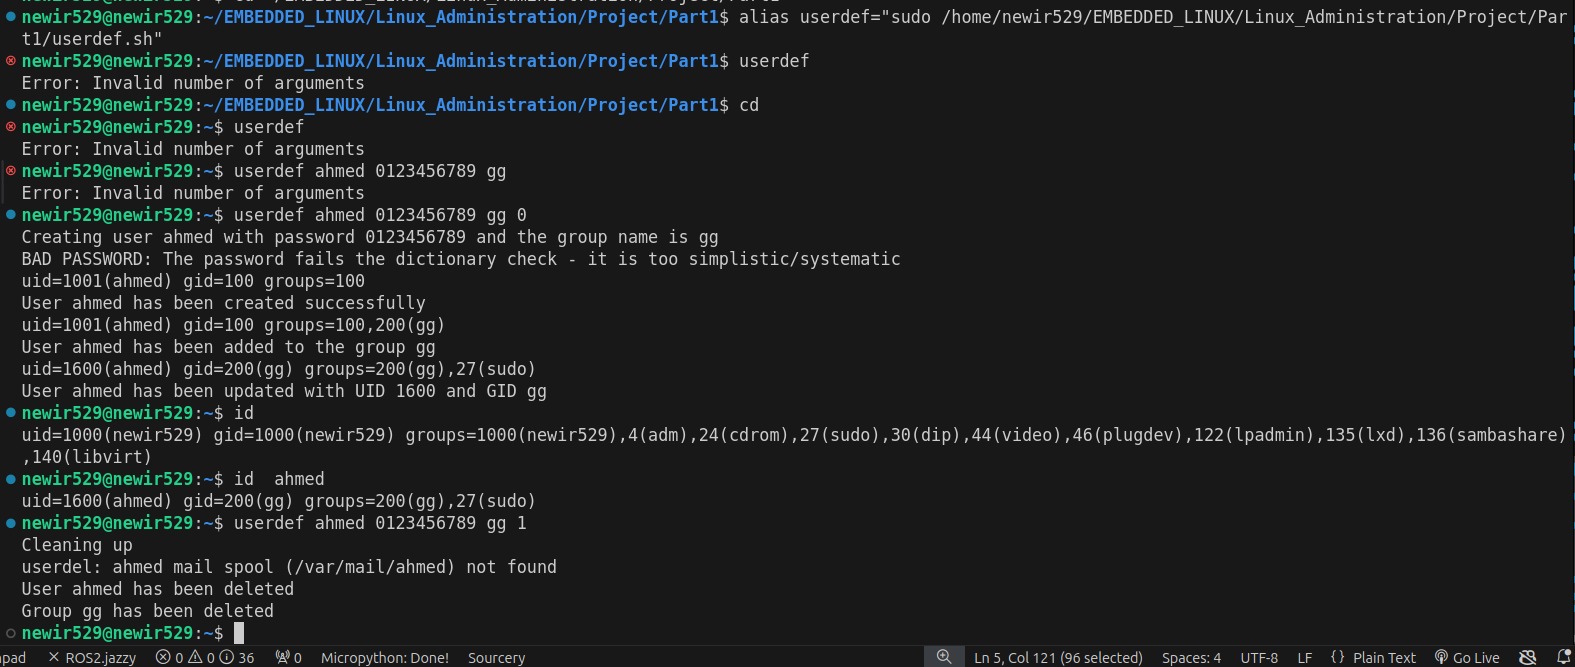 newir529@newir529:~/EMBEDDED_LINUX/Linux_Administration/Project/Part1$ alias userdef="sudo /home/newir529/EMBEDDED_LINUX/Linux_Administration/Project/Par
t1/userdef.sh"
newir529@newir529:~/EMBEDDED_LINUX/Linux_Administration/Project/Part1$ userdef
Error: Invalid number of arguments
newir529@newir529:~/EMBEDDED_LINUX/Linux_Administration/Project/Part1$ cd
newir529@newir529:~$ userdef
Error: Invalid number of arguments
newir529@newir529:~$ userdef ahmed 0123456789 gg
Error: Invalid number of arguments
newir529@newir529:~$ userdef ahmed 0123456789 gg 0
Creating user ahmed with password 0123456789 and the group name is gg
BAD PASSWORD: The password fails the dictionary check - it is too simplistic/systematic
uid=1001(ahmed) gid=100 groups=100
User ahmed has been created successfully
uid=1001(ahmed) gid=100 groups=100,200(gg)
User ahmed has been added to the group gg
uid=1600(ahmed) gid=200(gg) groups=200(gg),27(sudo)
User ahmed has been updated with UID 1600 and GID gg
newir529@newir529:~$ id
uid=1000(newir529) gid=1000(newir529) groups=1000(newir529),4(adm),24(cdrom),27(sudo),30(dip),44(video),46(plugdev),122(lpadmin),135(lxd),136(sambashare)
,140(libvirt)
newir529@newir529:~$ id  ahmed
uid=1600(ahmed) gid=200(gg) groups=200(gg),27(sudo)
newir529@newir529:~$ userdef ahmed 0123456789 gg 1
Cleaning up
userdel: ahmed mail spool (/var/mail/ahmed) not found
User ahmed has been deleted
Group gg has been deleted
newir529@newir529:~$
npad ROS2.jazzy 0 0 36 0 Micropython: Done! Sourcery Ln 5, Col 121 (96 selected) Spaces: 4 UTF-8 LF {} Plain Text Go Live